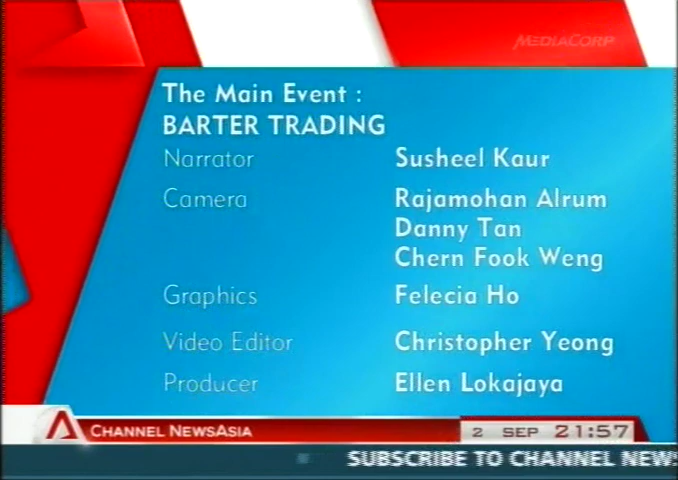 MEDIACORP
The Main Event :
BARTER TRADING
Narrator Susheel Kaur
Camera Rajamohan Alrum
Danny Tan
Chern Fook Weng
Graphics Felecia Ho
Video Editor Christopher Yeong
Producer Ellen Lokajaya
CHANNEL NEWSASIA 2 SEP 21:57
SUBSCRIBE TO CHANNEL NEWS